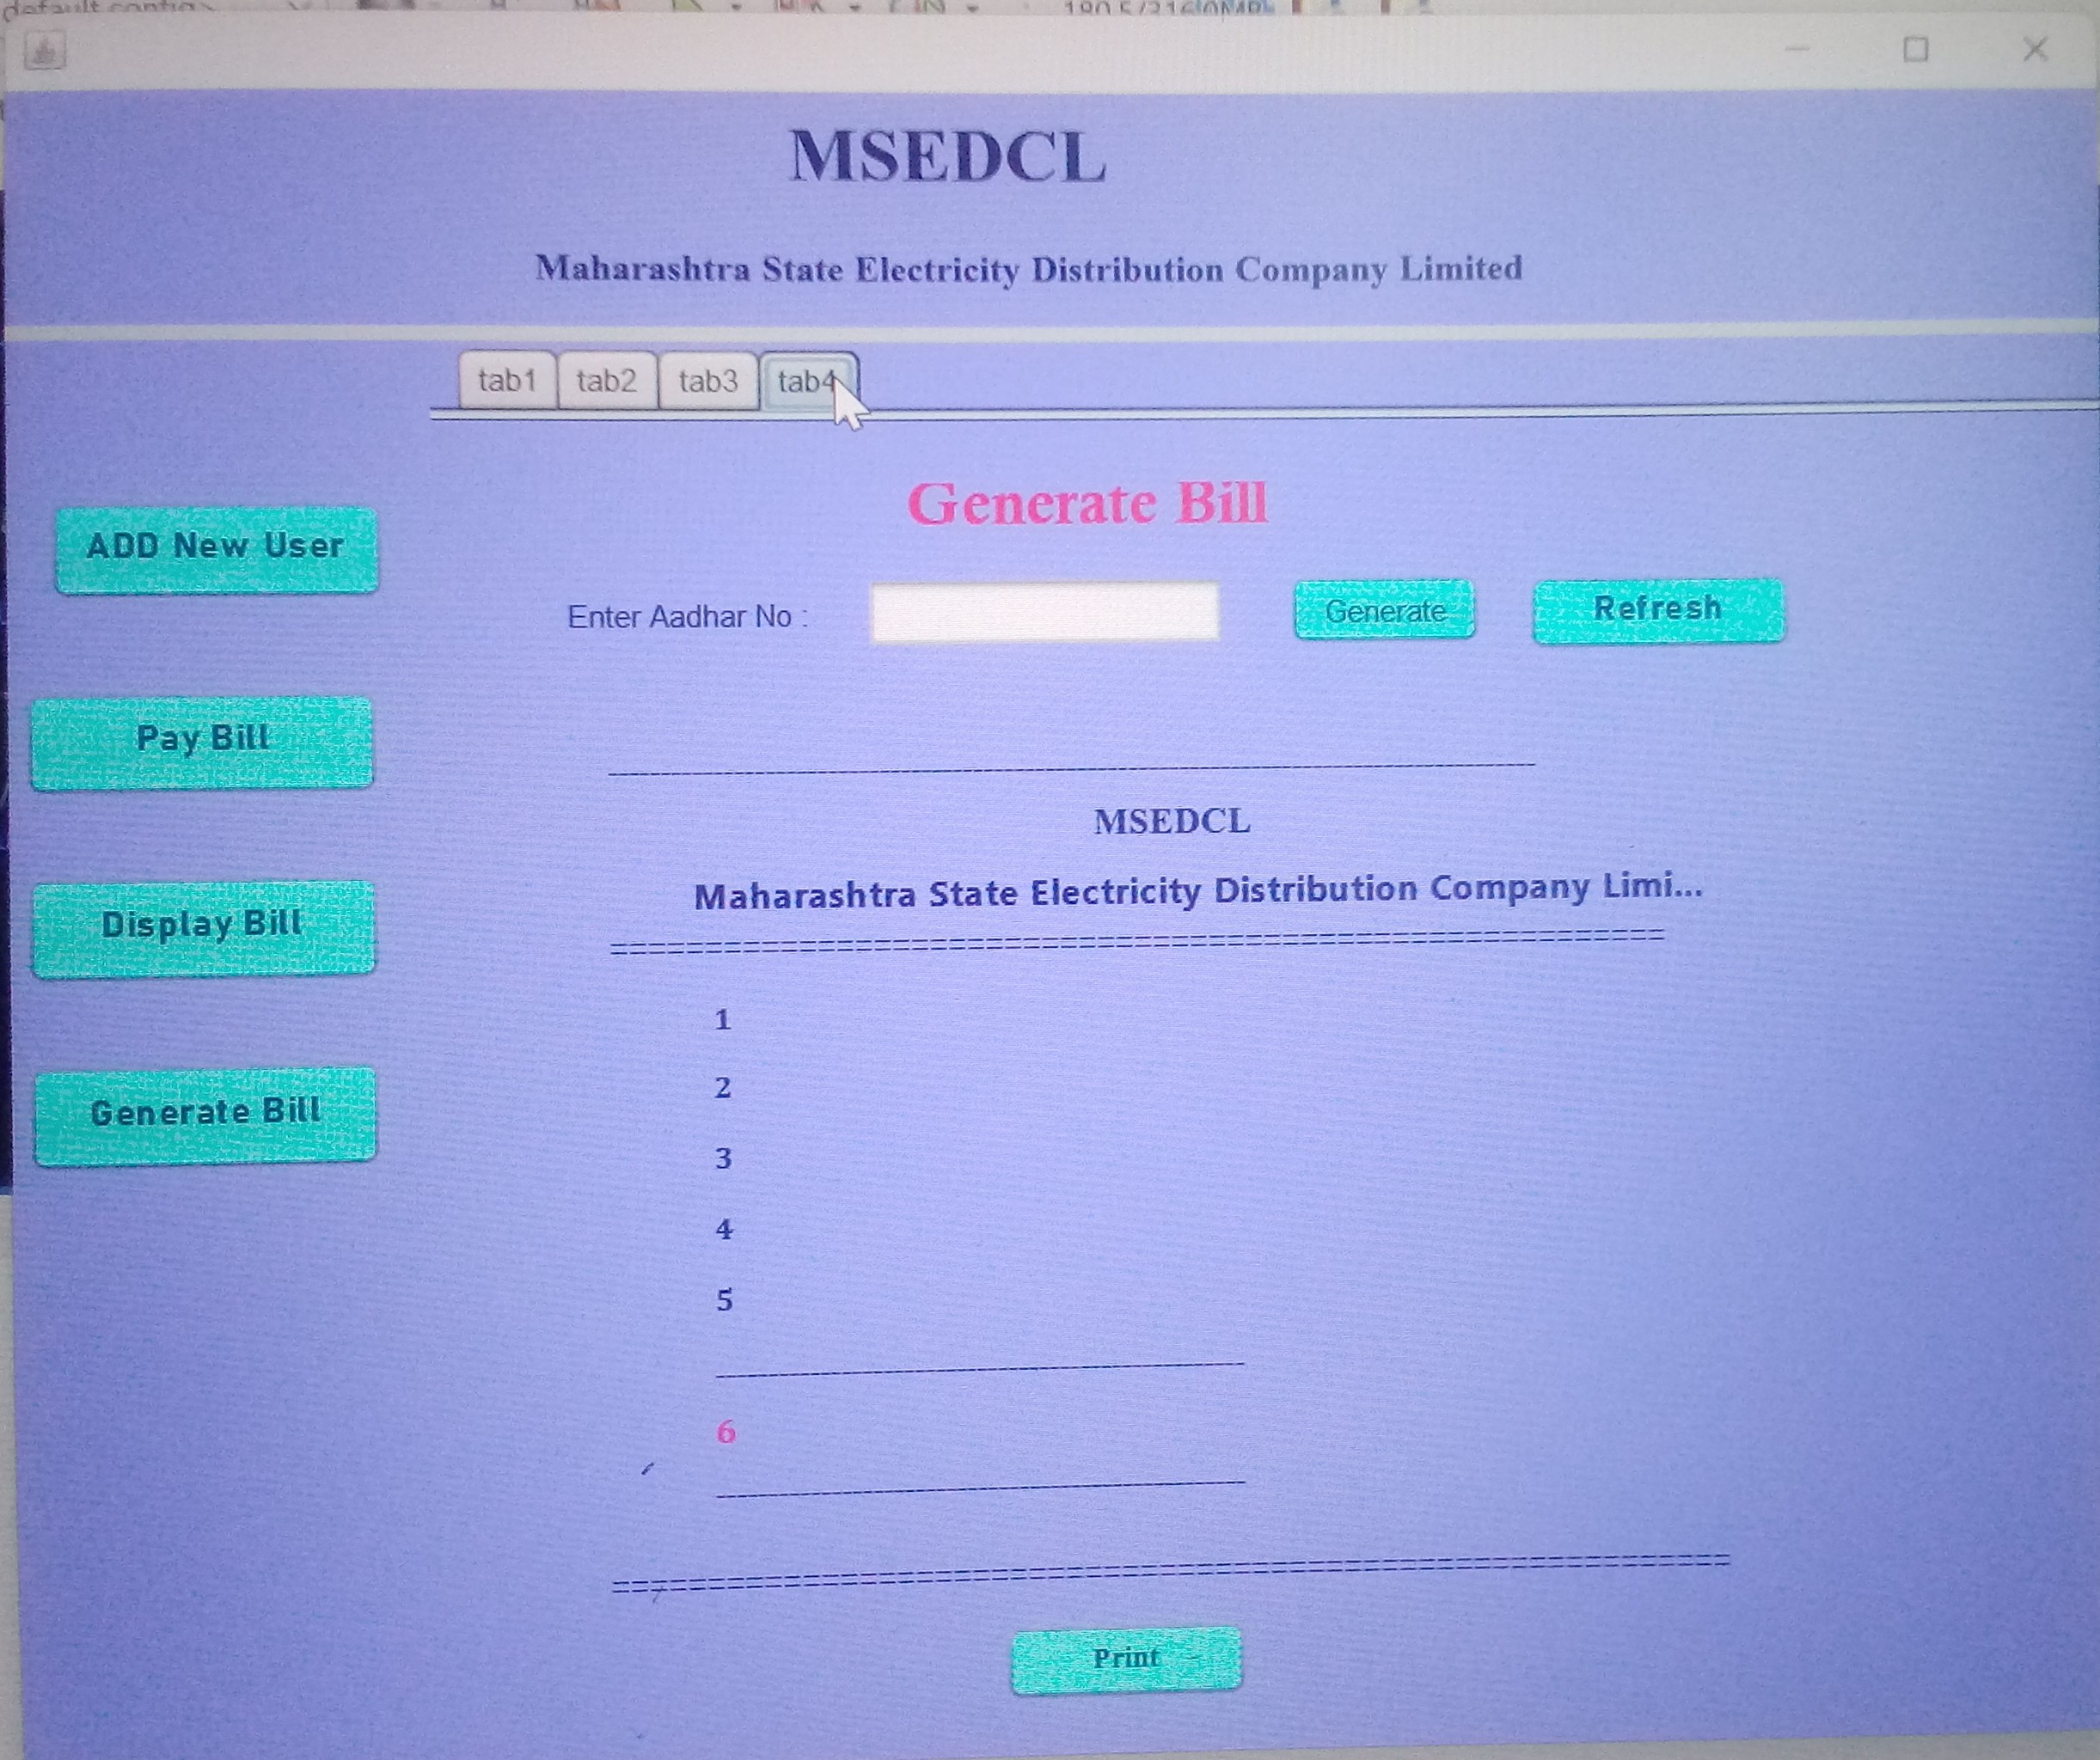 default config
MSEDCL
Maharashtra State Electricity Distribution Company Limited
tab1 tab2 tab3 tab4
Generate Bill
ADD New User
Enter Aadhar No :
Generate
Refresh
Pay Bill
MSEDCL
Maharashtra State Electricity Distribution Company Limi...
Display Bill
1
2
3
Generate Bill
4
5
6
Print